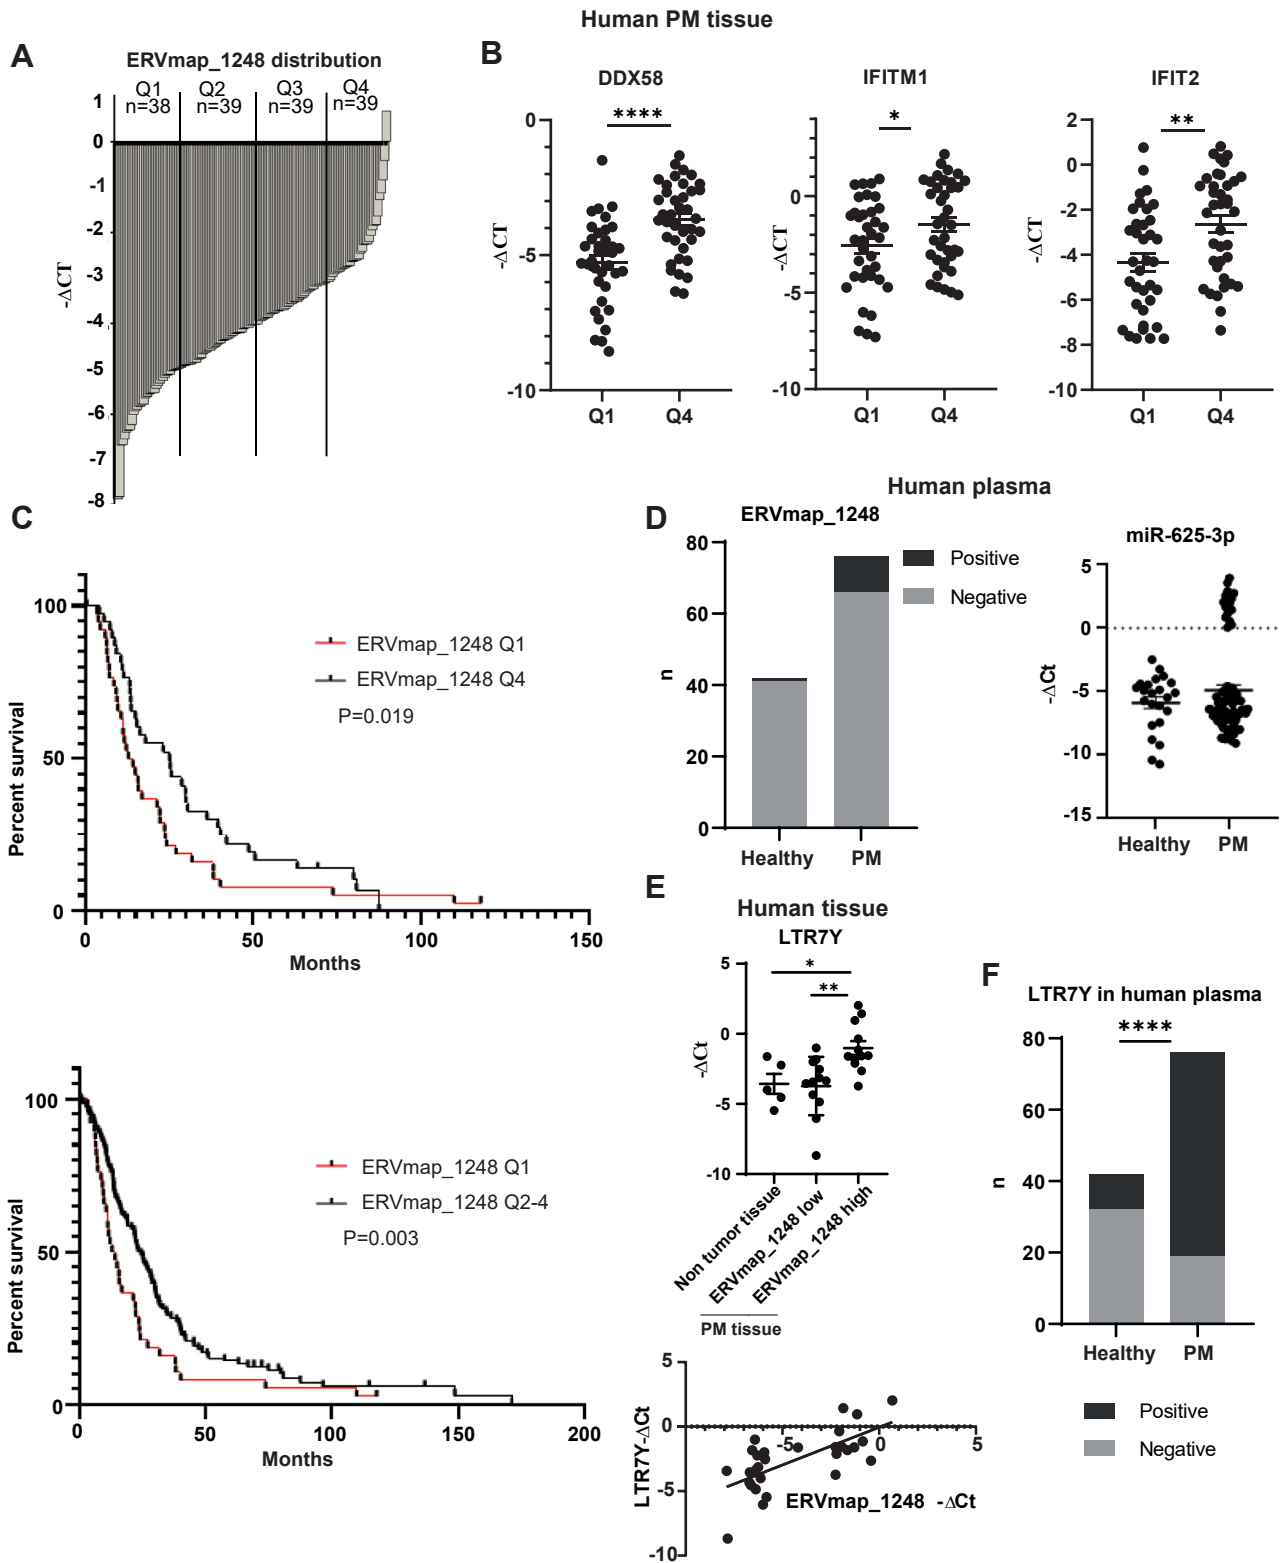 Human PM tissue
A
ERVmap_1248 distribution
Q1 Q2 Q3 Q4
n=38 n=39 n=39 n=39
1
0
-1
-2
-3
-4
-5
-6
-7
-8
-ΔCT
B
DDX58
****
0
-5
-10
-ΔCT
Q1 Q4
IFITM1
*
0
-5
-10
-ΔCT
Q1 Q4
IFIT2
**
2
0
-2
-4
-6
-8
-10
-ΔCT
Q1 Q4
C
100
50
0
Percent survival
ERVmap_1248 Q1
ERVmap_1248 Q4
P=0.019
0 50 100 150
Months
100
50
0
Percent survival
ERVmap_1248 Q1
ERVmap_1248 Q2-4
P=0.003
0 50 100 150 200
Months
Human plasma
D
ERVmap_1248
80
60
40
20
0
n
Positive
Negative
Healthy PM
miR-625-3p
5
0
-5
-10
-15
-ΔCt
Healthy PM
E
Human tissue
LTR7Y
*
**
5
0
-5
-10
-ΔCt
Non tumor tissue
ERVmap_1248 low
ERVmap_1248 high
PM tissue
5
0
-5
-10
LTR7Y-ΔCt
-5 0 5
ERVmap_1248 -ΔCt
F
LTR7Y in human plasma
****
80
60
40
20
0
n
Healthy PM
Positive
Negative